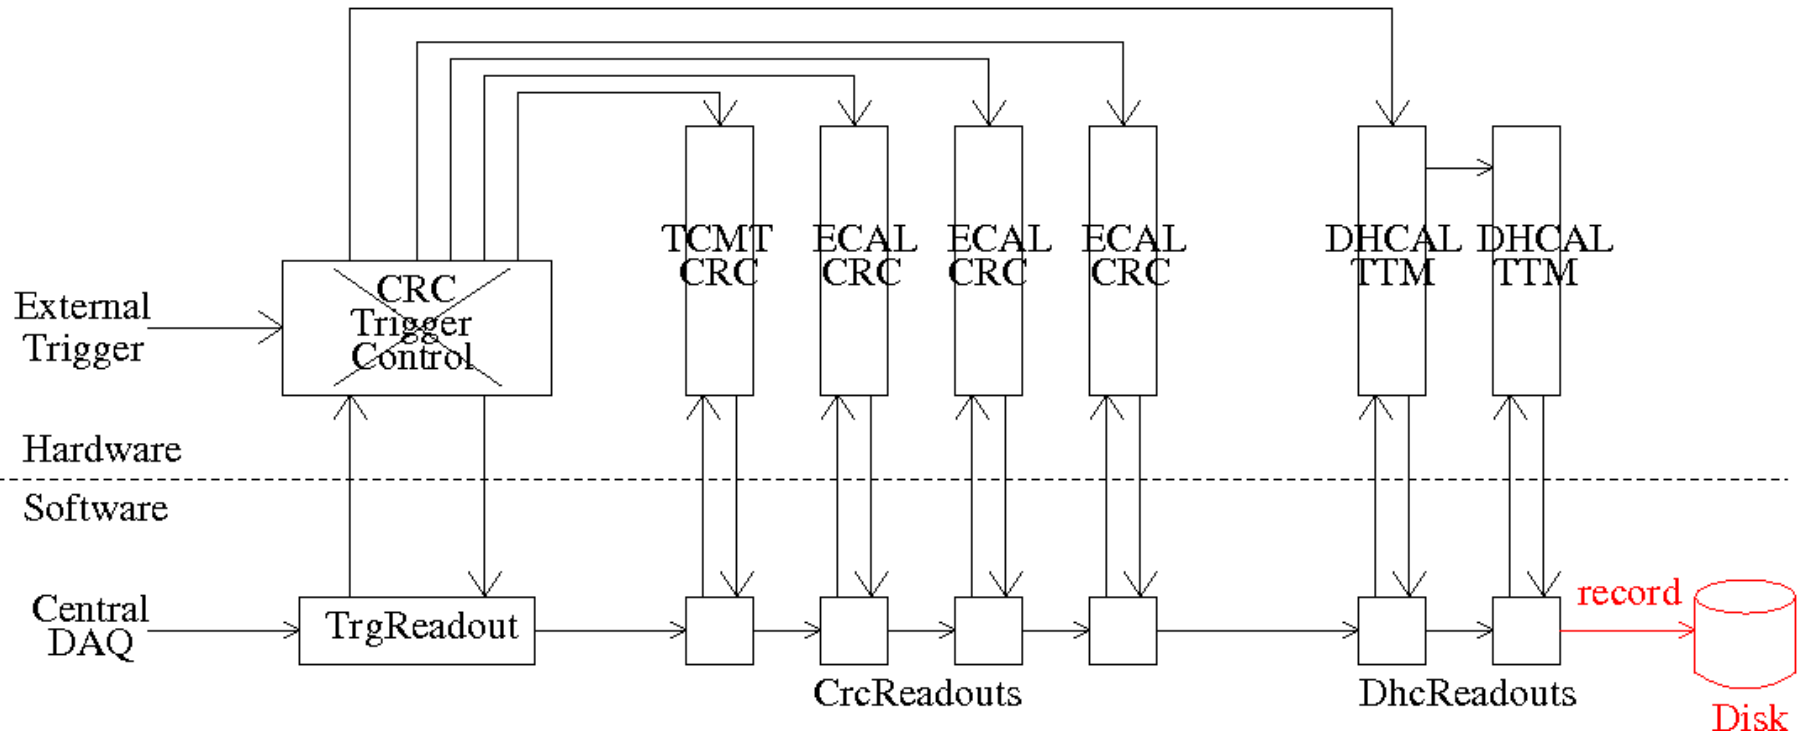 TCMT
CRC
ECAL
CRC
ECAL
CRC
ECAL
CRC
DHCAL
TTM
DHCAL
TTM
External
Trigger
CRC
Trigger
Control
Hardware
Software
Central
DAQ
TrgReadout
record
CrcReadouts
DhcReadouts
Disk